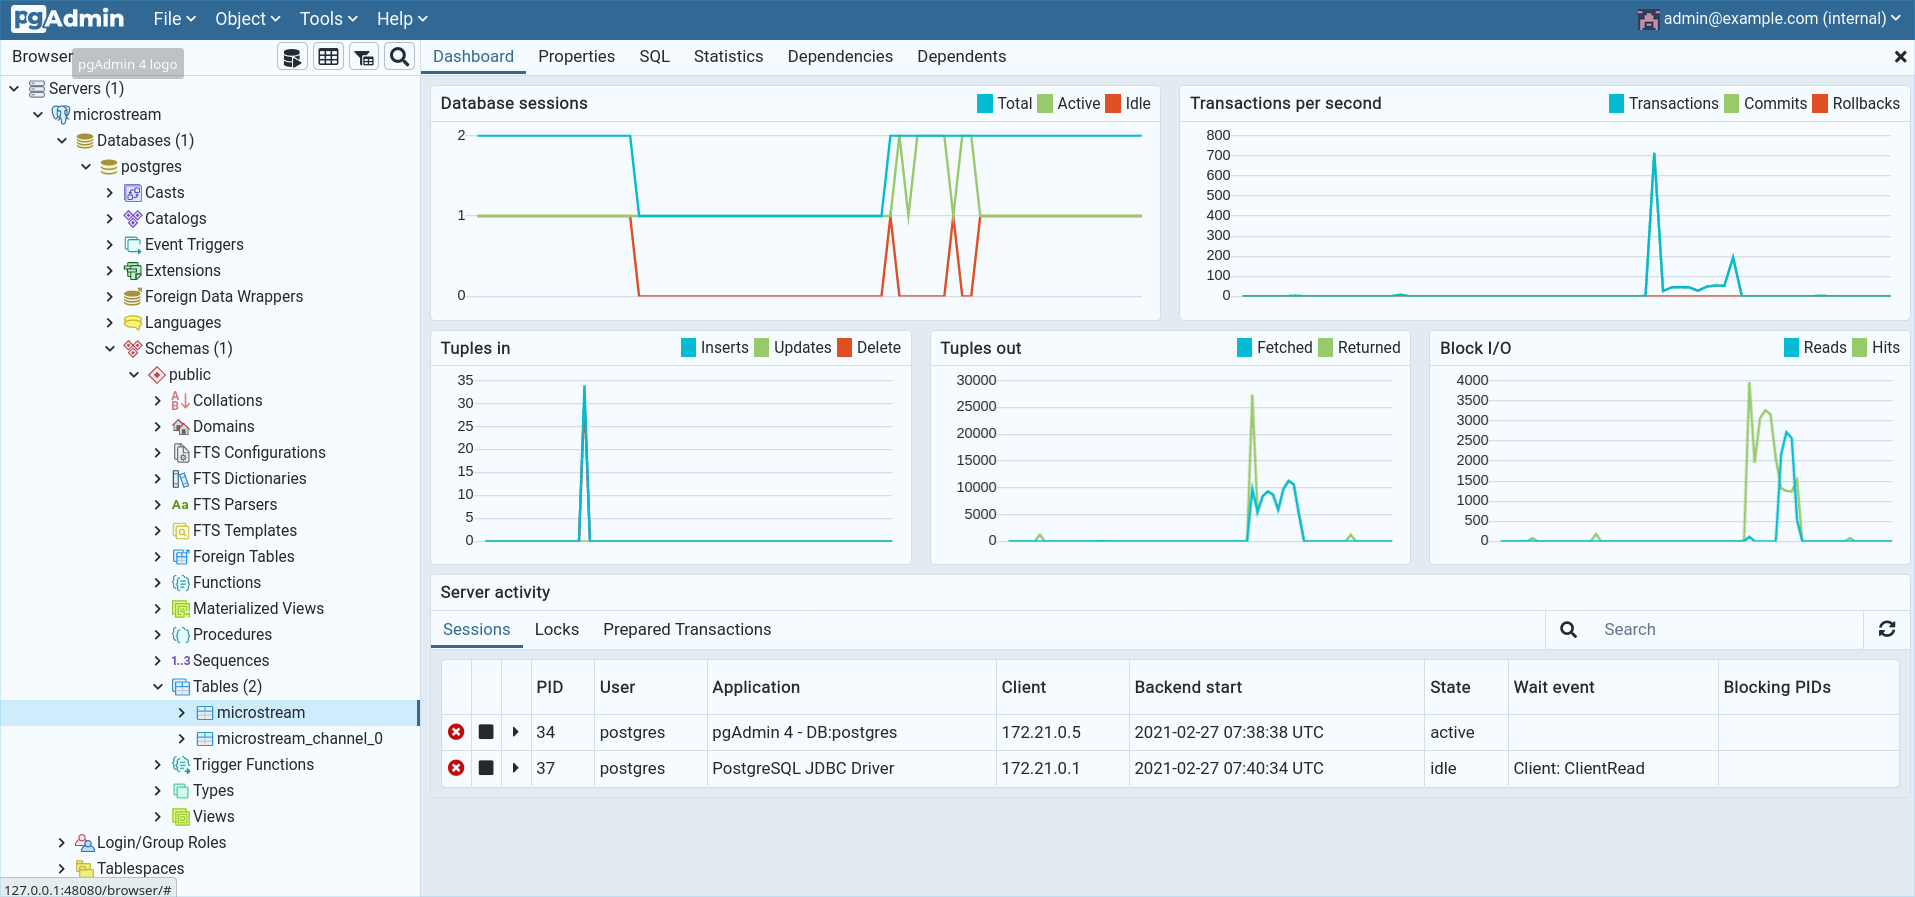 pgAdmin File Object Tools Help admin@example.com (internal)
Browser
pgAdmin 4 logo
Dashboard Properties SQL Statistics Dependencies Dependents
Servers (1)
microstream
Databases (1)
postgres
Casts
Catalogs
Event Triggers
Extensions
Foreign Data Wrappers
Languages
Schemas (1)
public
Collations
Domains
FTS Configurations
FTS Dictionaries
Aa FTS Parsers
FTS Templates
Foreign Tables
Functions
Materialized Views
Procedures
1..3 Sequences
Tables (2)
microstream
microstream_channel_0
Trigger Functions
Types
Views
Login/Group Roles
Tablespaces
127.0.0.1:48080/browser/#
Database sessions Total Active Idle
2
1
0
Transactions per second Transactions Commits Rollbacks
800
700
600
500
400
300
200
100
0
Tuples in Inserts Updates Delete
35
30
25
20
15
10
5
0
Tuples out Fetched Returned
30000
25000
20000
15000
10000
5000
0
Block I/O Reads Hits
4000
3500
3000
2500
2000
1500
1000
500
0
Server activity
Sessions Locks Prepared Transactions Search
PID User Application Client Backend start State Wait event Blocking PIDs
34 postgres pgAdmin 4 - DB:postgres 172.21.0.5 2021-02-27 07:38:38 UTC active
37 postgres PostgreSQL JDBC Driver 172.21.0.1 2021-02-27 07:40:34 UTC idle Client: ClientRead